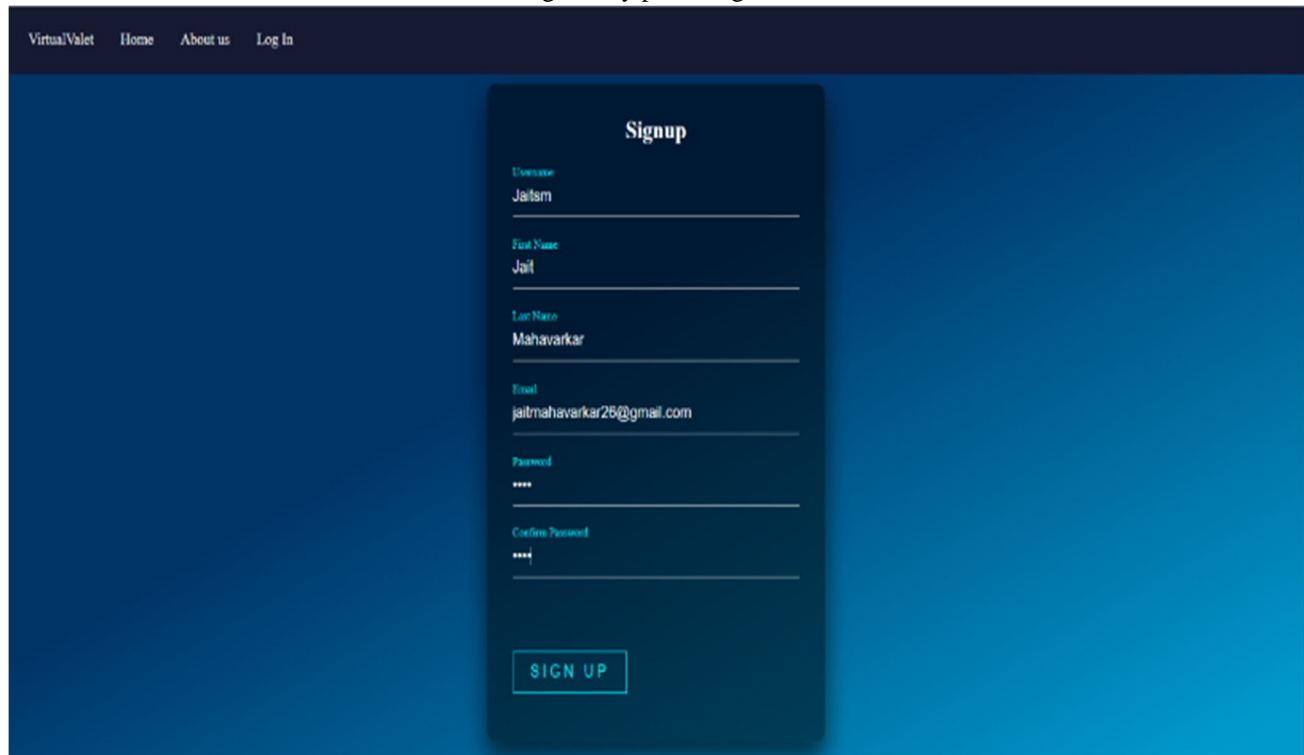 VirtualValet Home About us Log In
Signup
Username
Jaitsm
First Name
Jait
Last Name
Mahavarkar
Email
jaitmahavarkar26@gmail.com
Password
••••
Confirm Password
••••
SIGN UP